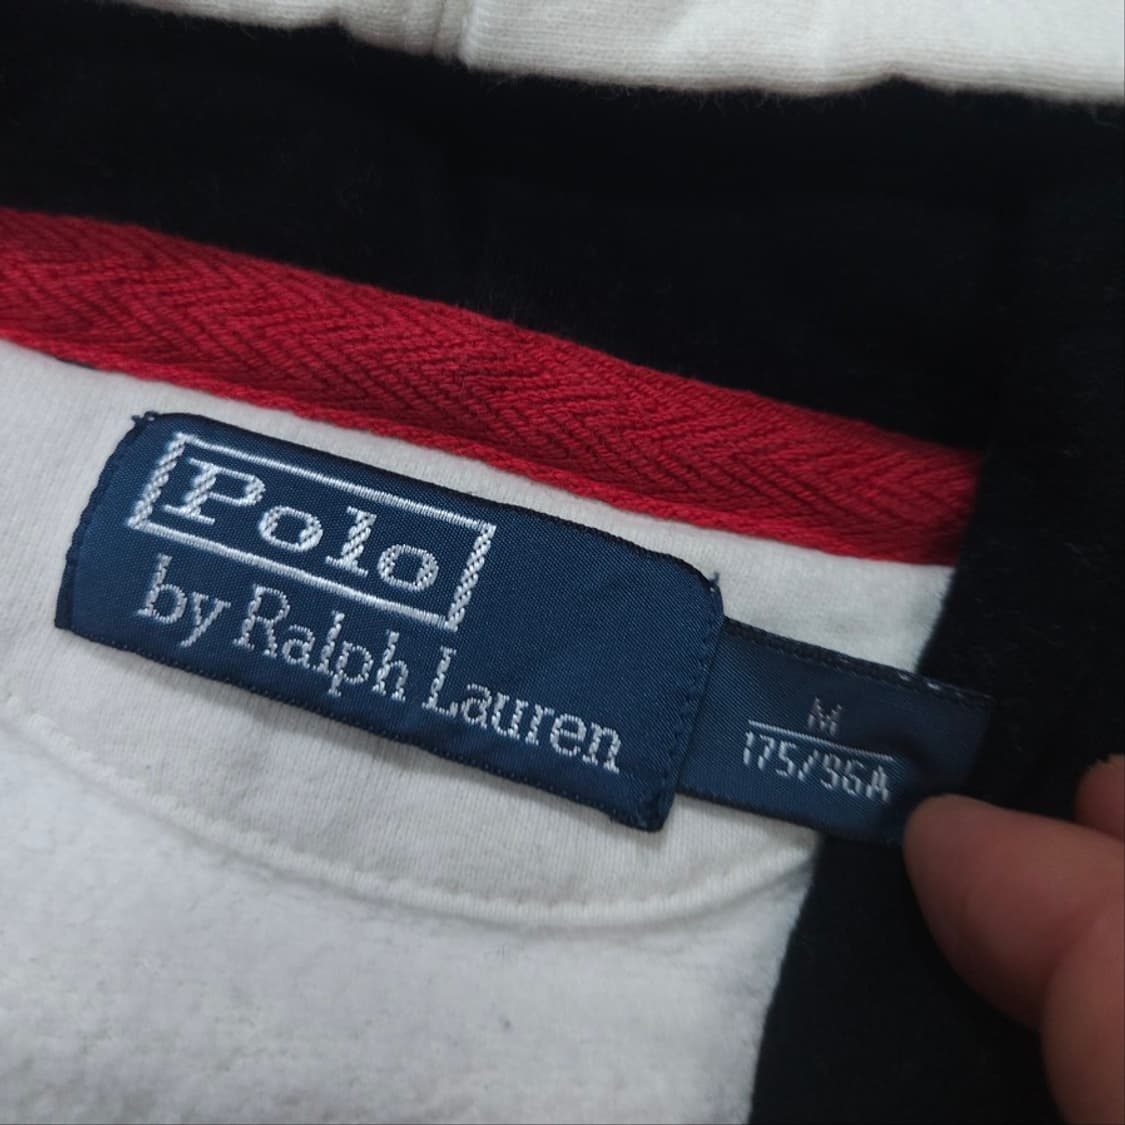 Polo
by Ralph Lauren
M
175/96A